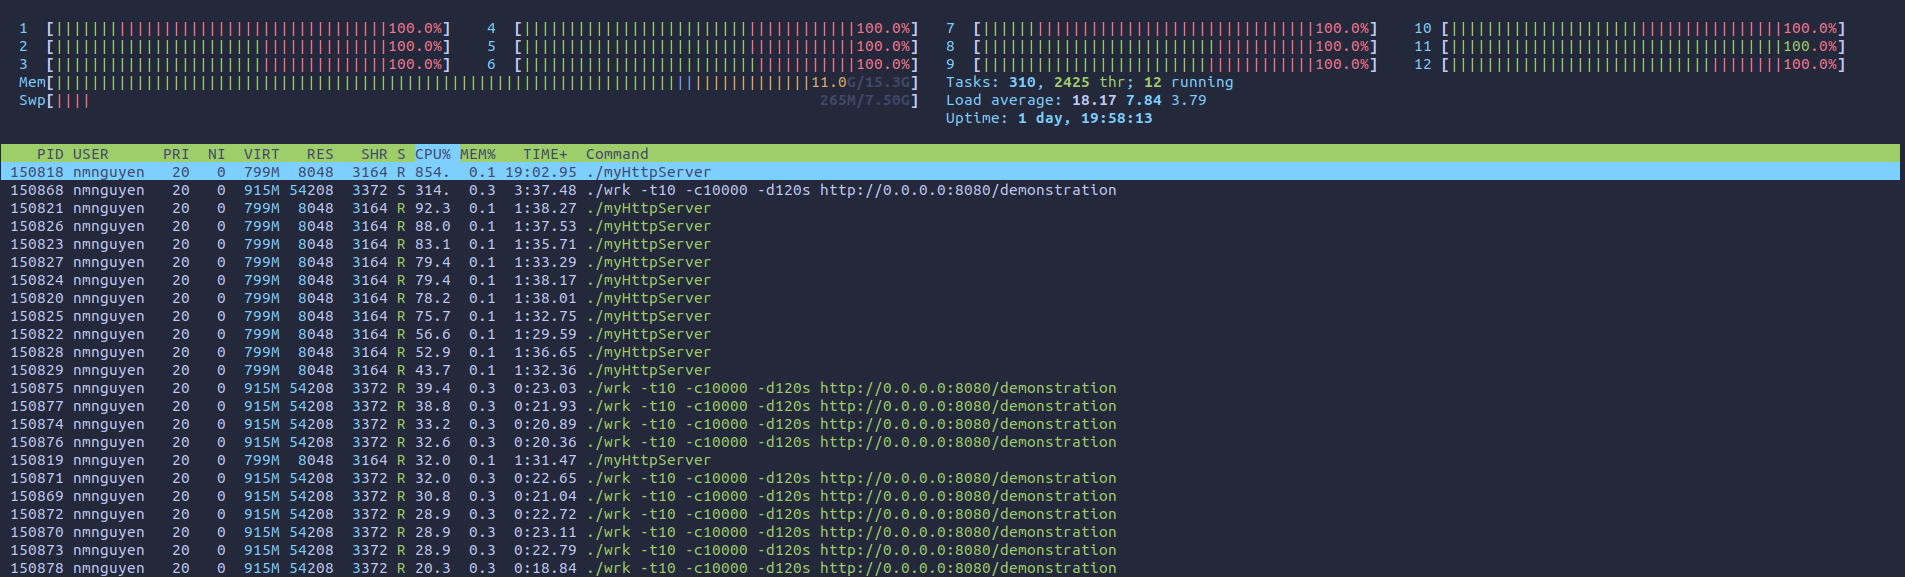 1 [100.0%] 4 [100.0%] 7 [100.0%] 10 [100.0%]
2 [100.0%] 5 [100.0%] 8 [100.0%] 11 [100.0%]
3 [100.0%] 6 [100.0%] 9 [100.0%] 12 [100.0%]
Mem[11.0G/15.3G] Tasks: 310, 2425 thr; 12 running
Swp[265M/7.50G] Load average: 18.17 7.84 3.79
Uptime: 1 day, 19:58:13
PID USER PRI NI VIRT RES SHR S CPU% MEM% TIME+ Command
150818 nmnguyen 20 0 799M 8048 3164 R 854. 0.1 19:02.95 ./myHttpServer
150868 nmnguyen 20 0 915M 54208 3372 S 314. 0.3 3:37.48 ./wrk -t10 -c10000 -d120s http://0.0.0.0:8080/demonstration
150821 nmnguyen 20 0 799M 8048 3164 R 92.3 0.1 1:38.27 ./myHttpServer
150826 nmnguyen 20 0 799M 8048 3164 R 88.0 0.1 1:37.53 ./myHttpServer
150823 nmnguyen 20 0 799M 8048 3164 R 83.1 0.1 1:35.71 ./myHttpServer
150827 nmnguyen 20 0 799M 8048 3164 R 79.4 0.1 1:33.29 ./myHttpServer
150824 nmnguyen 20 0 799M 8048 3164 R 79.4 0.1 1:38.17 ./myHttpServer
150820 nmnguyen 20 0 799M 8048 3164 R 78.2 0.1 1:38.01 ./myHttpServer
150825 nmnguyen 20 0 799M 8048 3164 R 75.7 0.1 1:32.75 ./myHttpServer
150822 nmnguyen 20 0 799M 8048 3164 R 56.6 0.1 1:29.59 ./myHttpServer
150828 nmnguyen 20 0 799M 8048 3164 R 52.9 0.1 1:36.65 ./myHttpServer
150829 nmnguyen 20 0 799M 8048 3164 R 43.7 0.1 1:32.36 ./myHttpServer
150875 nmnguyen 20 0 915M 54208 3372 R 39.4 0.3 0:23.03 ./wrk -t10 -c10000 -d120s http://0.0.0.0:8080/demonstration
150877 nmnguyen 20 0 915M 54208 3372 R 38.8 0.3 0:21.93 ./wrk -t10 -c10000 -d120s http://0.0.0.0:8080/demonstration
150874 nmnguyen 20 0 915M 54208 3372 R 33.2 0.3 0:20.89 ./wrk -t10 -c10000 -d120s http://0.0.0.0:8080/demonstration
150876 nmnguyen 20 0 915M 54208 3372 R 32.6 0.3 0:20.36 ./wrk -t10 -c10000 -d120s http://0.0.0.0:8080/demonstration
150819 nmnguyen 20 0 799M 8048 3164 R 32.0 0.1 1:31.47 ./myHttpServer
150871 nmnguyen 20 0 915M 54208 3372 R 32.0 0.3 0:22.65 ./wrk -t10 -c10000 -d120s http://0.0.0.0:8080/demonstration
150869 nmnguyen 20 0 915M 54208 3372 R 30.8 0.3 0:21.04 ./wrk -t10 -c10000 -d120s http://0.0.0.0:8080/demonstration
150872 nmnguyen 20 0 915M 54208 3372 R 28.9 0.3 0:22.72 ./wrk -t10 -c10000 -d120s http://0.0.0.0:8080/demonstration
150870 nmnguyen 20 0 915M 54208 3372 R 28.9 0.3 0:23.11 ./wrk -t10 -c10000 -d120s http://0.0.0.0:8080/demonstration
150873 nmnguyen 20 0 915M 54208 3372 R 28.9 0.3 0:22.79 ./wrk -t10 -c10000 -d120s http://0.0.0.0:8080/demonstration
150878 nmnguyen 20 0 915M 54208 3372 R 20.3 0.3 0:18.84 ./wrk -t10 -c10000 -d120s http://0.0.0.0:8080/demonstration